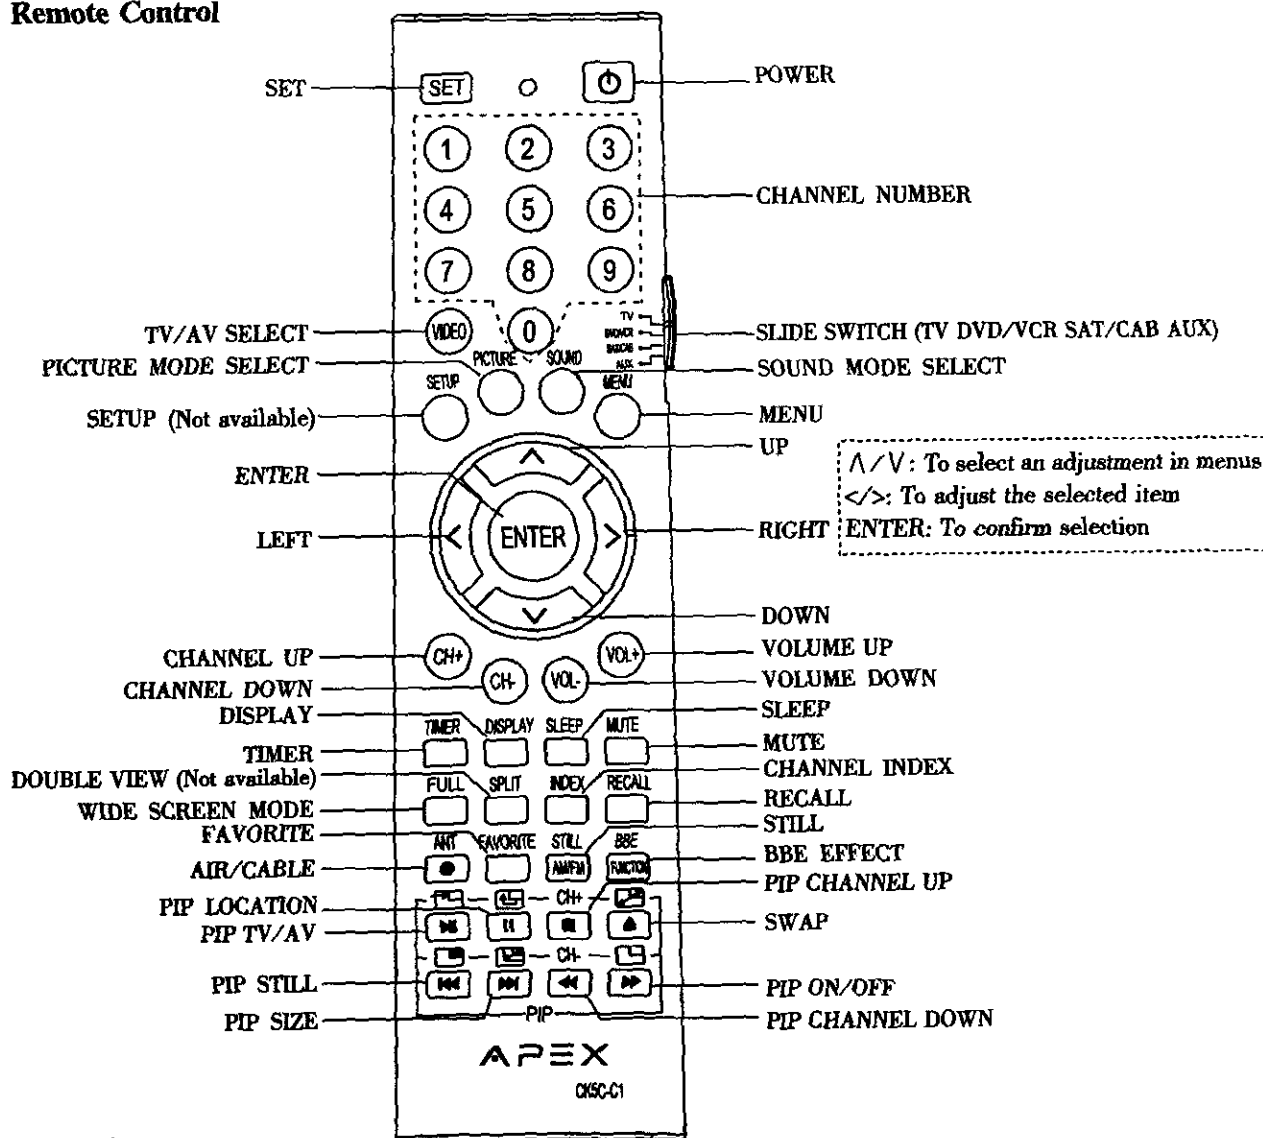 Remote Control
SET
SET
POWER
1 2 3
CHANNEL NUMBER
4 5 6
7 8 9
TV/AV SELECT
VIDEO
0
TV
DVD/VCR
SAT/CAB
AUX
SLIDE SWITCH (TV DVD/VCR SAT/CAB AUX)
PICTURE MODE SELECT
PICTURE
SOUND
SOUND MODE SELECT
SETUP
MENU
SETUP (Not available)
MENU
UP
ENTER
LEFT
< ENTER >
RIGHT
∧/∨: To select an adjustment in menus
</>: To adjust the selected item
ENTER: To confirm selection
DOWN
CHANNEL UP
CH+
VOL+
VOLUME UP
CHANNEL DOWN
CH-
VOL-
VOLUME DOWN
DISPLAY
SLEEP
TIMER DISPLAY SLEEP MUTE
TIMER
MUTE
DOUBLE VIEW (Not available)
CHANNEL INDEX
FULL SPLIT INDEX RECALL
WIDE SCREEN MODE
RECALL
FAVORITE
STILL
ANT FAVORITE STILL BBE
AIR/CABLE
AM/FM
FUNCTION
BBE EFFECT
PIP LOCATION
CH+
PIP CHANNEL UP
PIP TV/AV
SWAP
CH-
PIP STILL
PIP ON/OFF
PIP SIZE
PIP
PIP CHANNEL DOWN
APEX
CK5C-C1